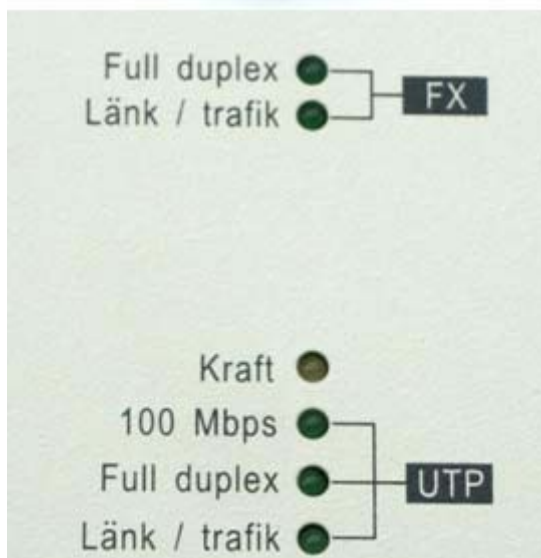 Full duplex
FX
Länk / trafik
Kraft
100 Mbps
Full duplex
UTP
Länk / trafik